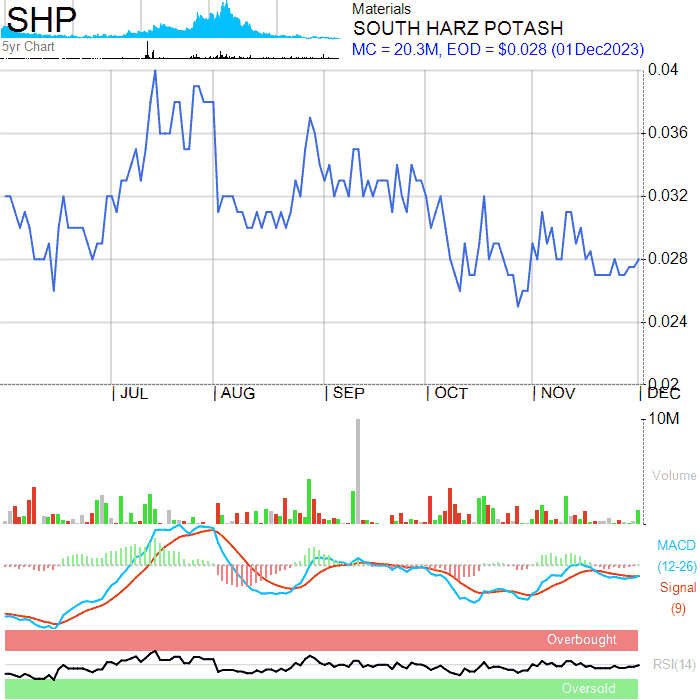 SHP
5yr Chart
Materials
SOUTH HARZ POTASH
MC = 20.3M, EOD = $0.028 (01Dec2023)
0.04
0.036
0.032
0.028
0.024
0.02
JUL AUG SEP OCT NOV DEC
10M
Volume
MACD
(12-26)
Signal
(9)
Overbought
RSI(14)
Oversold